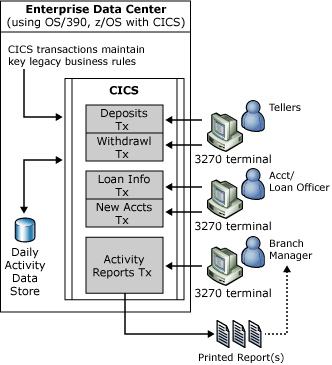 Enterprise Data Center
(using OS/390, z/OS with CICS)
CICS transactions maintain
key legacy business rules
CICS
Deposits
Tx
Withdrawl
Tx
Loan Info
Tx
New Accts
Tx
Activity
Reports Tx
Daily
Activity
Data
Store
Tellers
3270 terminal
Acct/
Loan Officer
3270 terminal
Branch
Manager
3270 terminal
Printed Report(s)